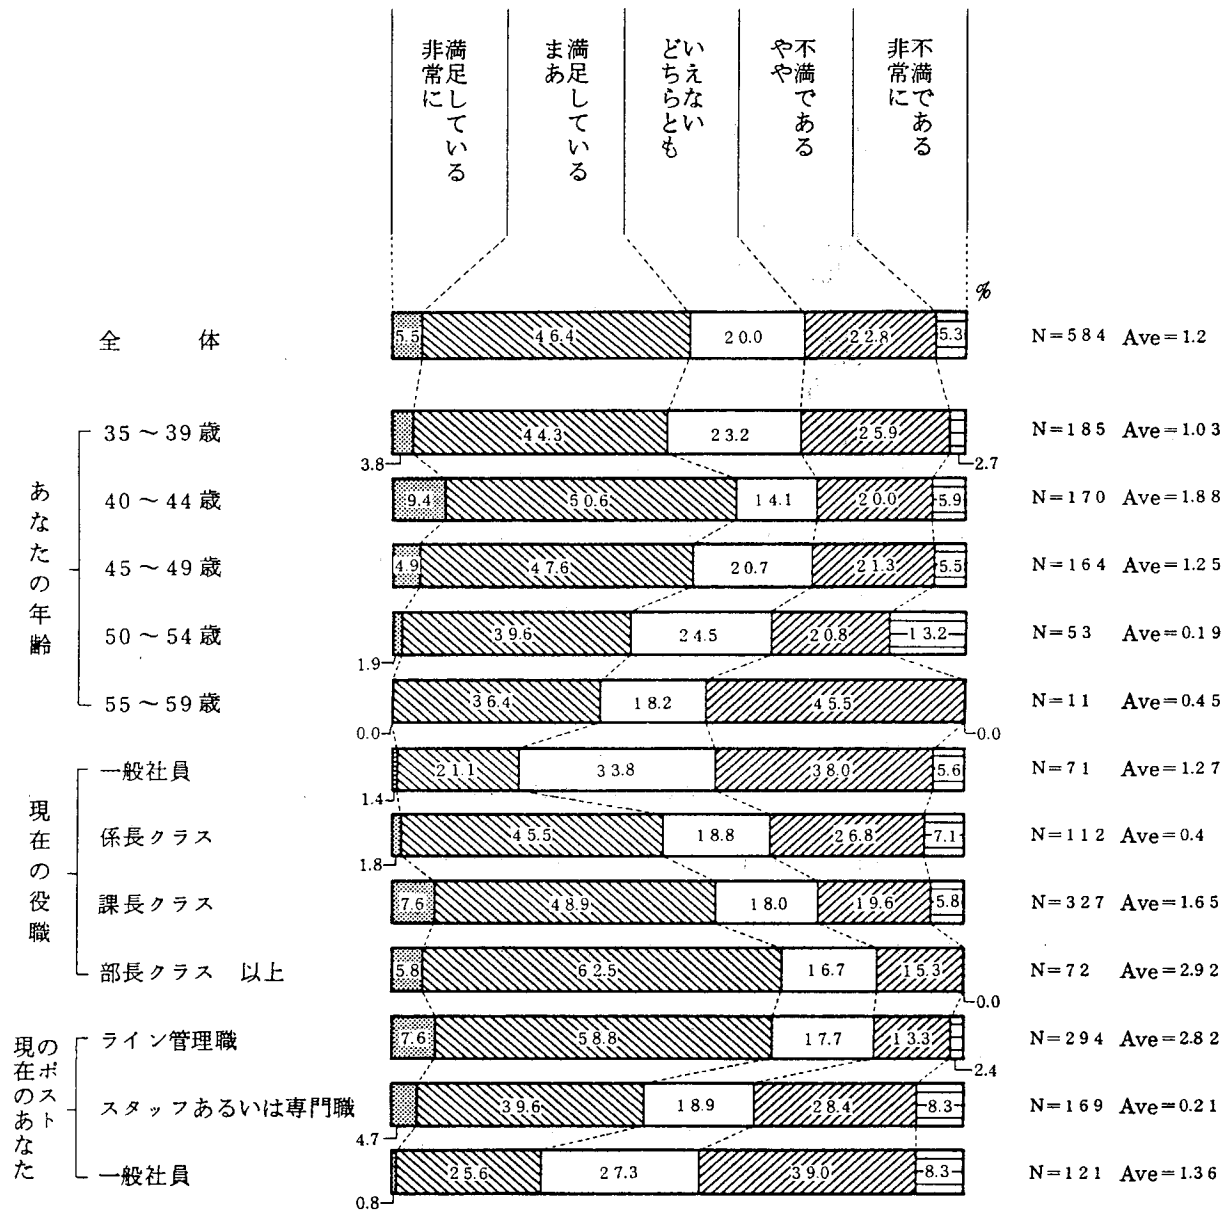 非常に
満足している
まあ
満足している
どちらとも
いえない
やや
不満である
非常に
不満である
%
全 体 5.5 46.4 20.0 22.8 5.3 N=584 Ave=1.2
あなたの年齢
35～39歳 3.8 44.3 23.2 25.9 2.7 N=185 Ave=1.03
40～44歳 9.4 50.6 14.1 20.0 5.9 N=170 Ave=1.88
45～49歳 4.9 47.6 20.7 21.3 5.5 N=164 Ave=1.25
50～54歳 1.9 39.6 24.5 20.8 13.2 N=53 Ave=0.19
55～59歳 0.0 36.4 18.2 45.5 0.0 N=11 Ave=0.45
現在の役職
一般社員 1.4 21.1 33.8 38.0 5.6 N=71 Ave=1.27
係長クラス 1.8 45.5 18.8 26.8 7.1 N=112 Ave=0.4
課長クラス 7.6 48.9 18.0 19.6 5.8 N=327 Ave=1.65
部長クラス 以上 5.8 62.5 16.7 15.3 0.0 N=72 Ave=2.92
現在のあなた
のポスト
ライン管理職 7.6 58.8 17.7 13.3 2.4 N=294 Ave=2.82
スタッフあるいは専門職 4.7 39.6 18.9 28.4 8.3 N=169 Ave=0.21
一般社員 0.8 25.6 27.3 39.0 8.3 N=121 Ave=1.36